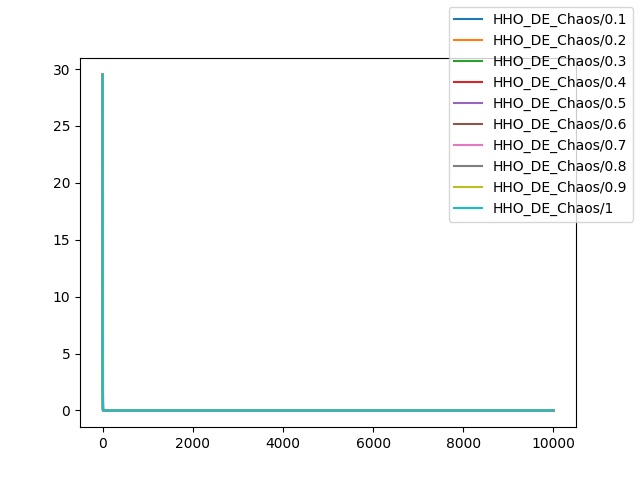 HHO_DE_Chaos/0.1
HHO_DE_Chaos/0.2
HHO_DE_Chaos/0.3
HHO_DE_Chaos/0.4
HHO_DE_Chaos/0.5
HHO_DE_Chaos/0.6
HHO_DE_Chaos/0.7
HHO_DE_Chaos/0.8
HHO_DE_Chaos/0.9
HHO_DE_Chaos/1
30
25
20
15
10
5
0
0 2000 4000 6000 8000 10000